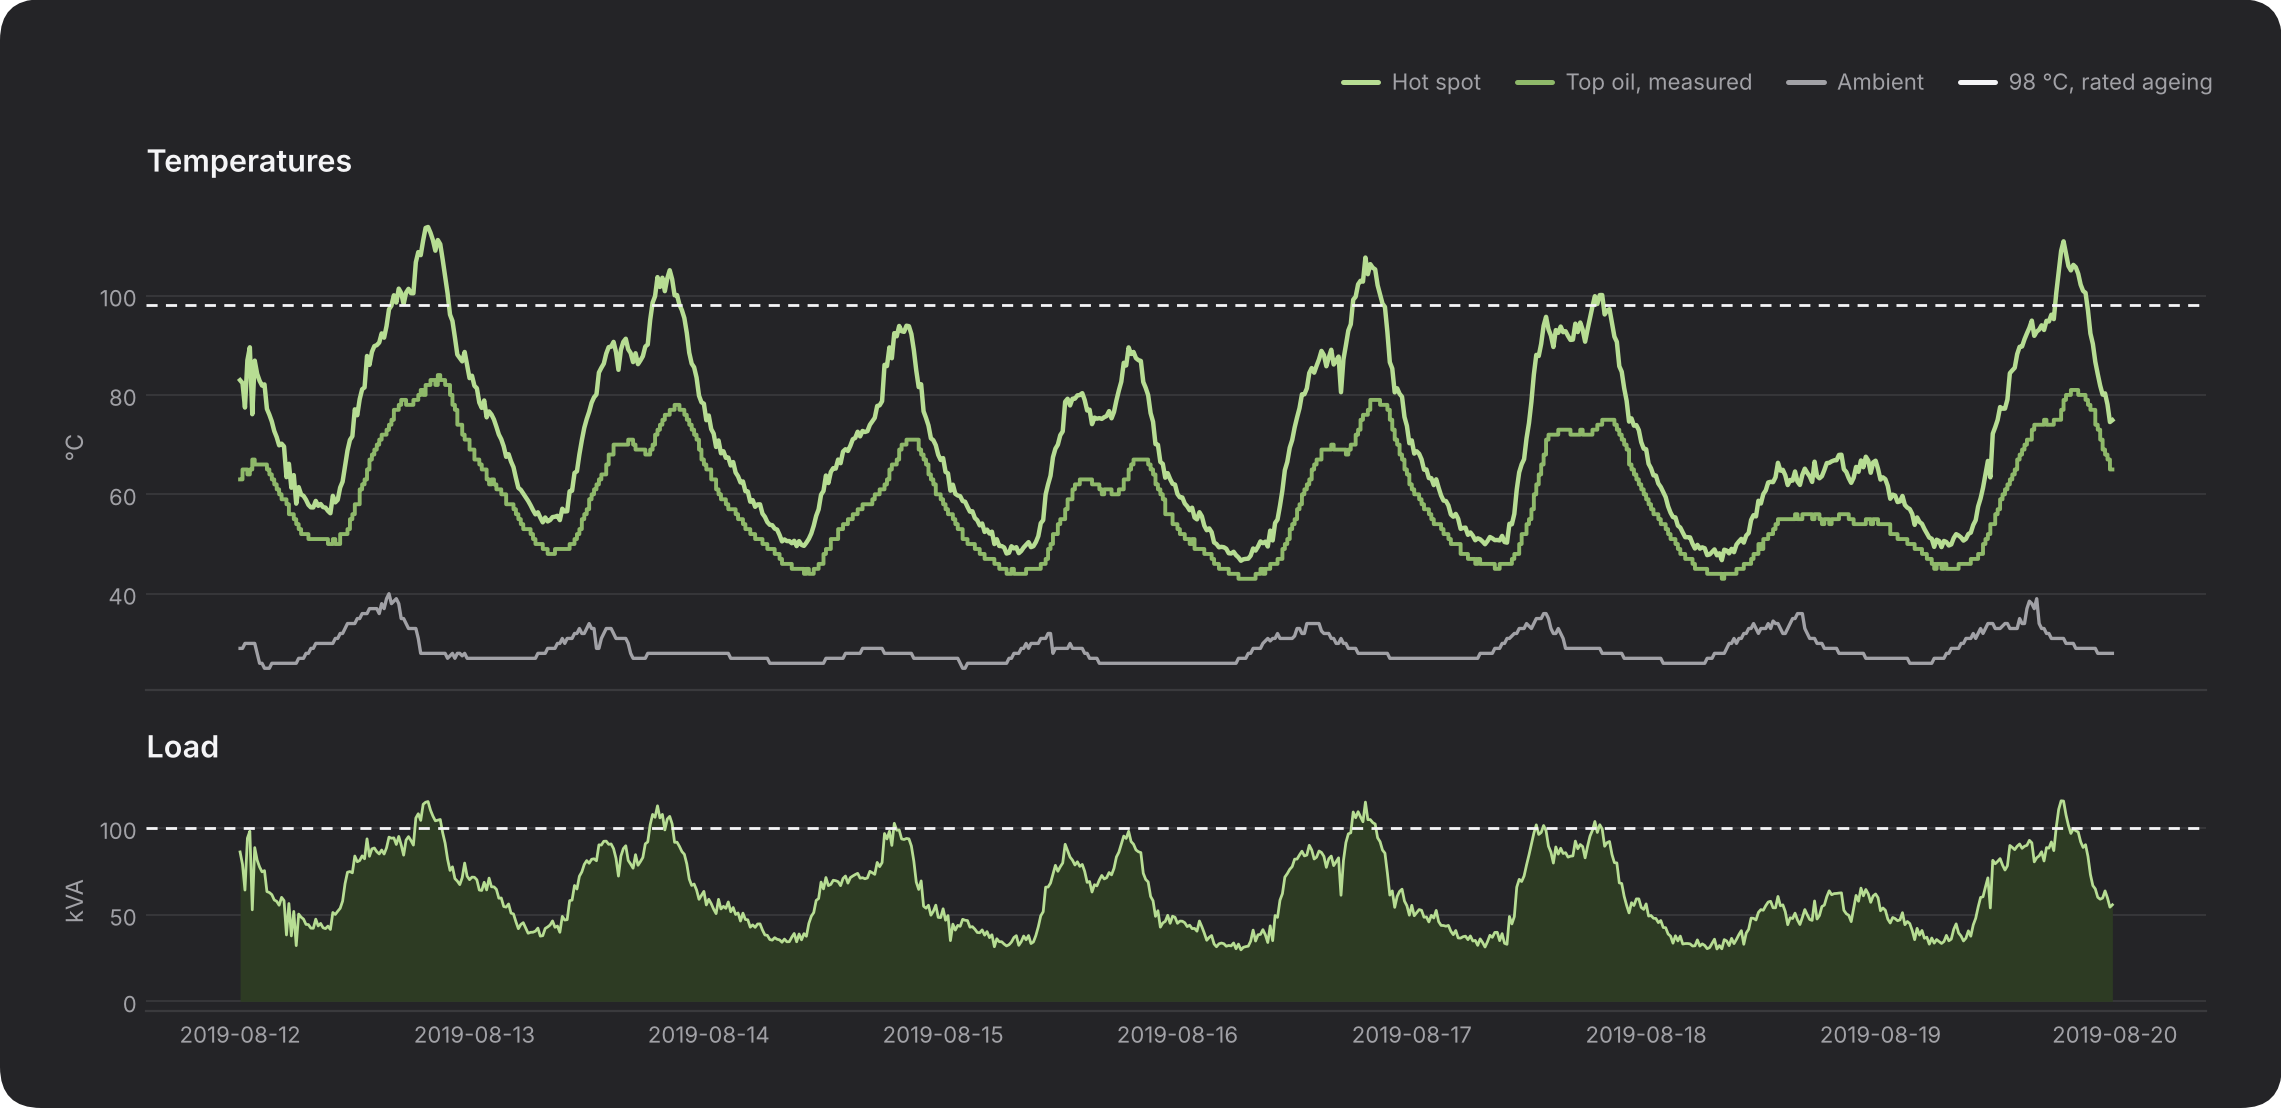 Hot spot
Top oil, measured
Ambient
98 °C, rated ageing
Temperatures
°C
100
80
60
40
Load
kVA
100
50
0
2019-08-12
2019-08-13
2019-08-14
2019-08-15
2019-08-16
2019-08-17
2019-08-18
2019-08-19
2019-08-20